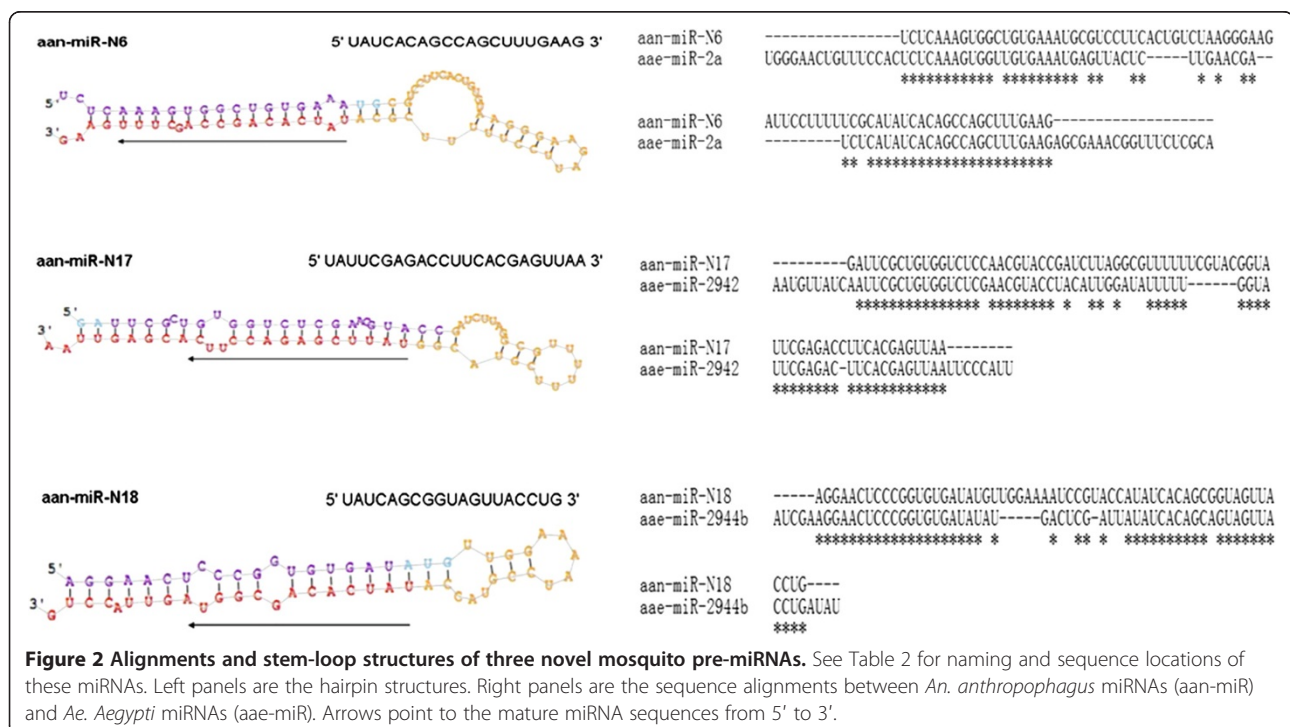 aan-miR-N6 5' UAUCACAGCCAGCUUUGAAG 3'
aan-miR-N6 ----------------UCUCAAAGUGGCUGUGAAAUGCGUCCUUCACUGUCUAAGGGAAG
aae-miR-2a UGGGAACUGUUUCCACUCUCAAAGUGGUUGUGAAAUGAGUUACUC-----UUGAACGA--
*********** ********* ** ** * * **
aan-miR-N6 AUUCCUUUUUCGCAUAUCACAGCCAGCUUUGAAG-------------------
aae-miR-2a ---------UCUCAUAUCACAGCCAGCUUUGAAGAGCGAAACGGUUUCUCGCA
** *********************
aan-miR-N17 5' UAUUCGAGACCUUCACGAGUUAA 3'
aan-miR-N17 ---------GAUUCGCUGUGGUCUCCAACGUACCGAUCUUAGGCGUUUUUUCGUACGGUA
aae-miR-2942 AAUGUUAUCAAUUCGCUGUGGUCUCGAACGUACCUACAUUGGAUAUUUUU------GGUA
*************** ******** * ** * ***** ****
aan-miR-N17 UUCGAGACCUUCACGAGUUAA--------
aae-miR-2942 UUCGAGAC-UUCACGAGUUAAUUCCCAUU
******** ************
aan-miR-N18 5' UAUCAGCGGUAGUUACCUG 3'
aan-miR-N18 -----AGGAACUCCCGGUGUGAUAUGUUGGAAAAUCCGUACCAUAUCACAGCGGUAGUUA
aae-miR-2944b AUCGAAGGAACUCCCGGUGUGAUAUAU-----GACUCG-AUUAUAUCACAGCAGUAGUUA
******************** * * ** * ********** *******
aan-miR-N18 CCUG----
aae-miR-2944b CCUGAUAU
****
Figure 2 Alignments and stem-loop structures of three novel mosquito pre-miRNAs. See Table 2 for naming and sequence locations of
these miRNAs. Left panels are the hairpin structures. Right panels are the sequence alignments between An. anthropophagus miRNAs (aan-miR)
and Ae. Aegypti miRNAs (aae-miR). Arrows point to the mature miRNA sequences from 5' to 3'.